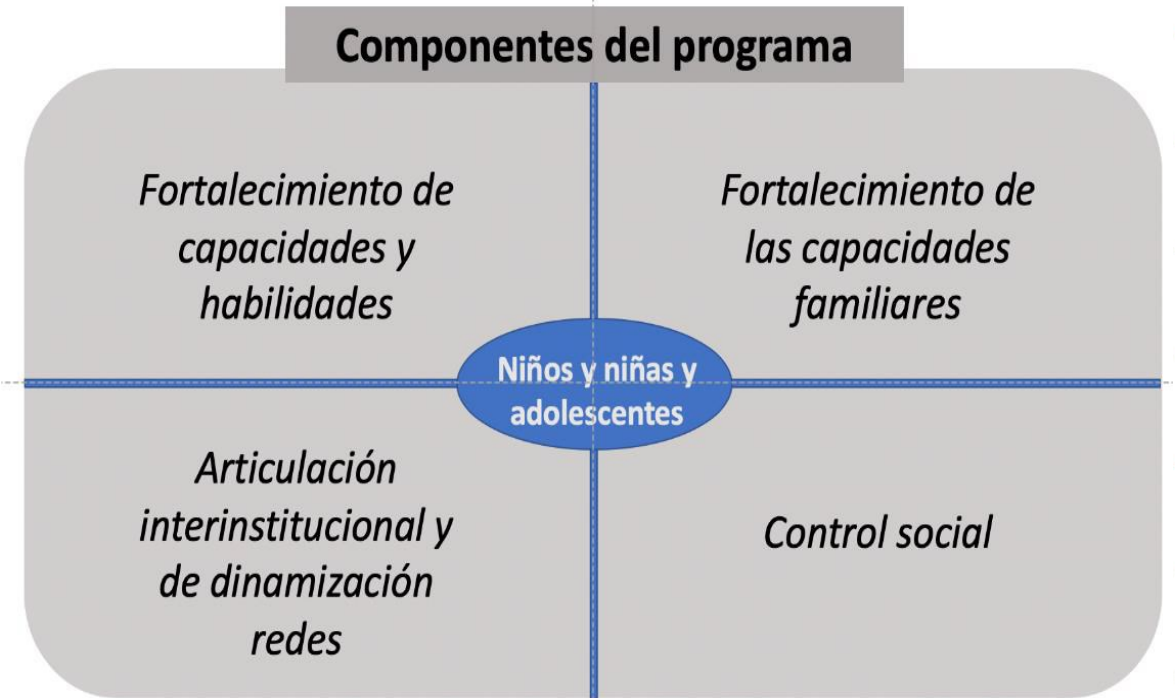 Componentes del programa
Fortalecimiento de
capacidades y
habilidades
Fortalecimiento de
las capacidades
familiares
Niños y niñas y
adolescentes
Articulación
interinstitucional y
de dinamización
redes
Control social